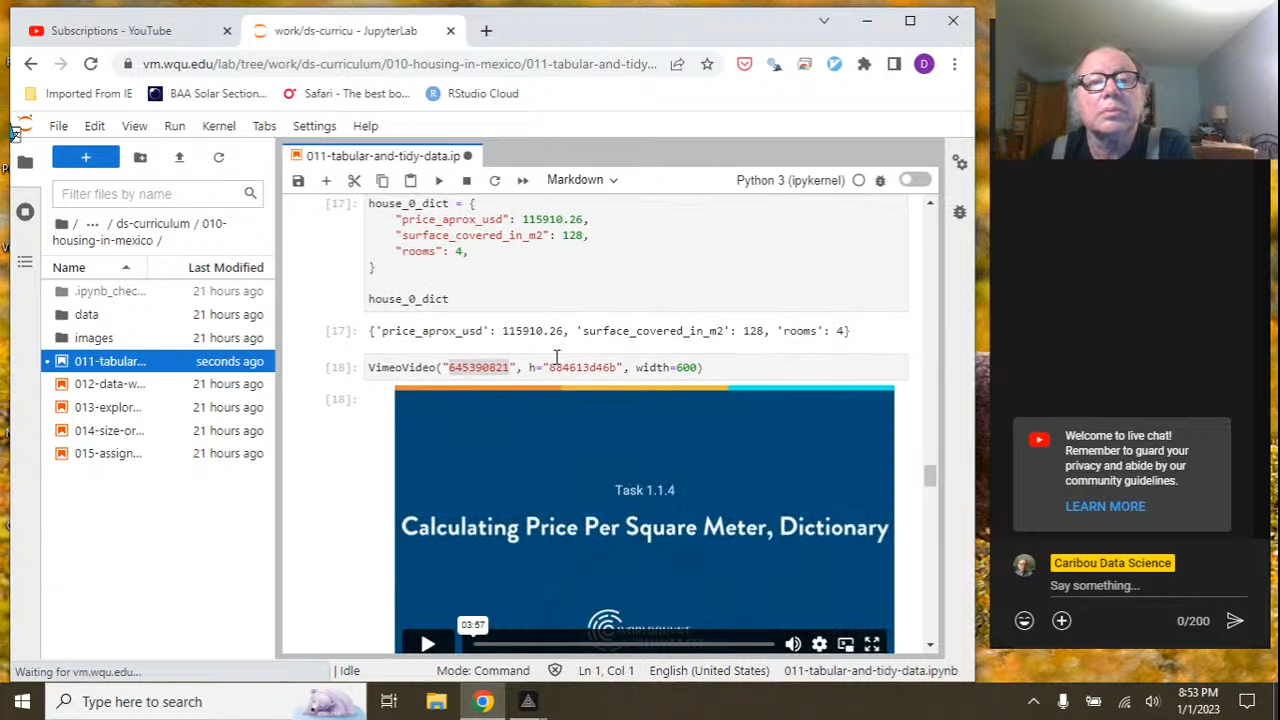 Subscriptions - YouTube
work/ds-curricu - JupyterLab
vm.wqu.edu/lab/tree/work/ds-curriculum/010-housing-in-mexico/011-tabular-and-tidy...
Imported From IE
BAA Solar Section...
Safari - The best bo...
RStudio Cloud
File Edit View Run Kernel Tabs Settings Help
011-tabular-and-tidy-data.ip
Markdown
Python 3 (ipykernel)
Filter files by name
/ ... / ds-curriculum / 010-
housing-in-mexico /
Name Last Modified
.ipynb_chec... 21 hours ago
data 21 hours ago
images 21 hours ago
011-tabular... seconds ago
012-data-w... 21 hours ago
013-explor... 21 hours ago
014-size-or... 21 hours ago
015-assign... 21 hours ago
[17]: house_0_dict = {
"price_aprox_usd": 115910.26,
"surface_covered_in_m2": 128,
"rooms": 4,
}
house_0_dict
[17]: {'price_aprox_usd': 115910.26, 'surface_covered_in_m2': 128, 'rooms': 4}
[18]: VimeoVideo("645390821", h="884613d46b", width=600)
[18]:
Task 1.1.4
Calculating Price Per Square Meter, Dictionary
03:57
Waiting for vm.wqu.edu...
Idle
Mode: Command
Ln 1, Col 1
English (United States)
011-tabular-and-tidy-data.ipynb
Welcome to live chat!
Remember to guard your
privacy and abide by our
community guidelines.
LEARN MORE
Caribou Data Science
Say something...
0/200
Type here to search
8:53 PM
1/1/2023